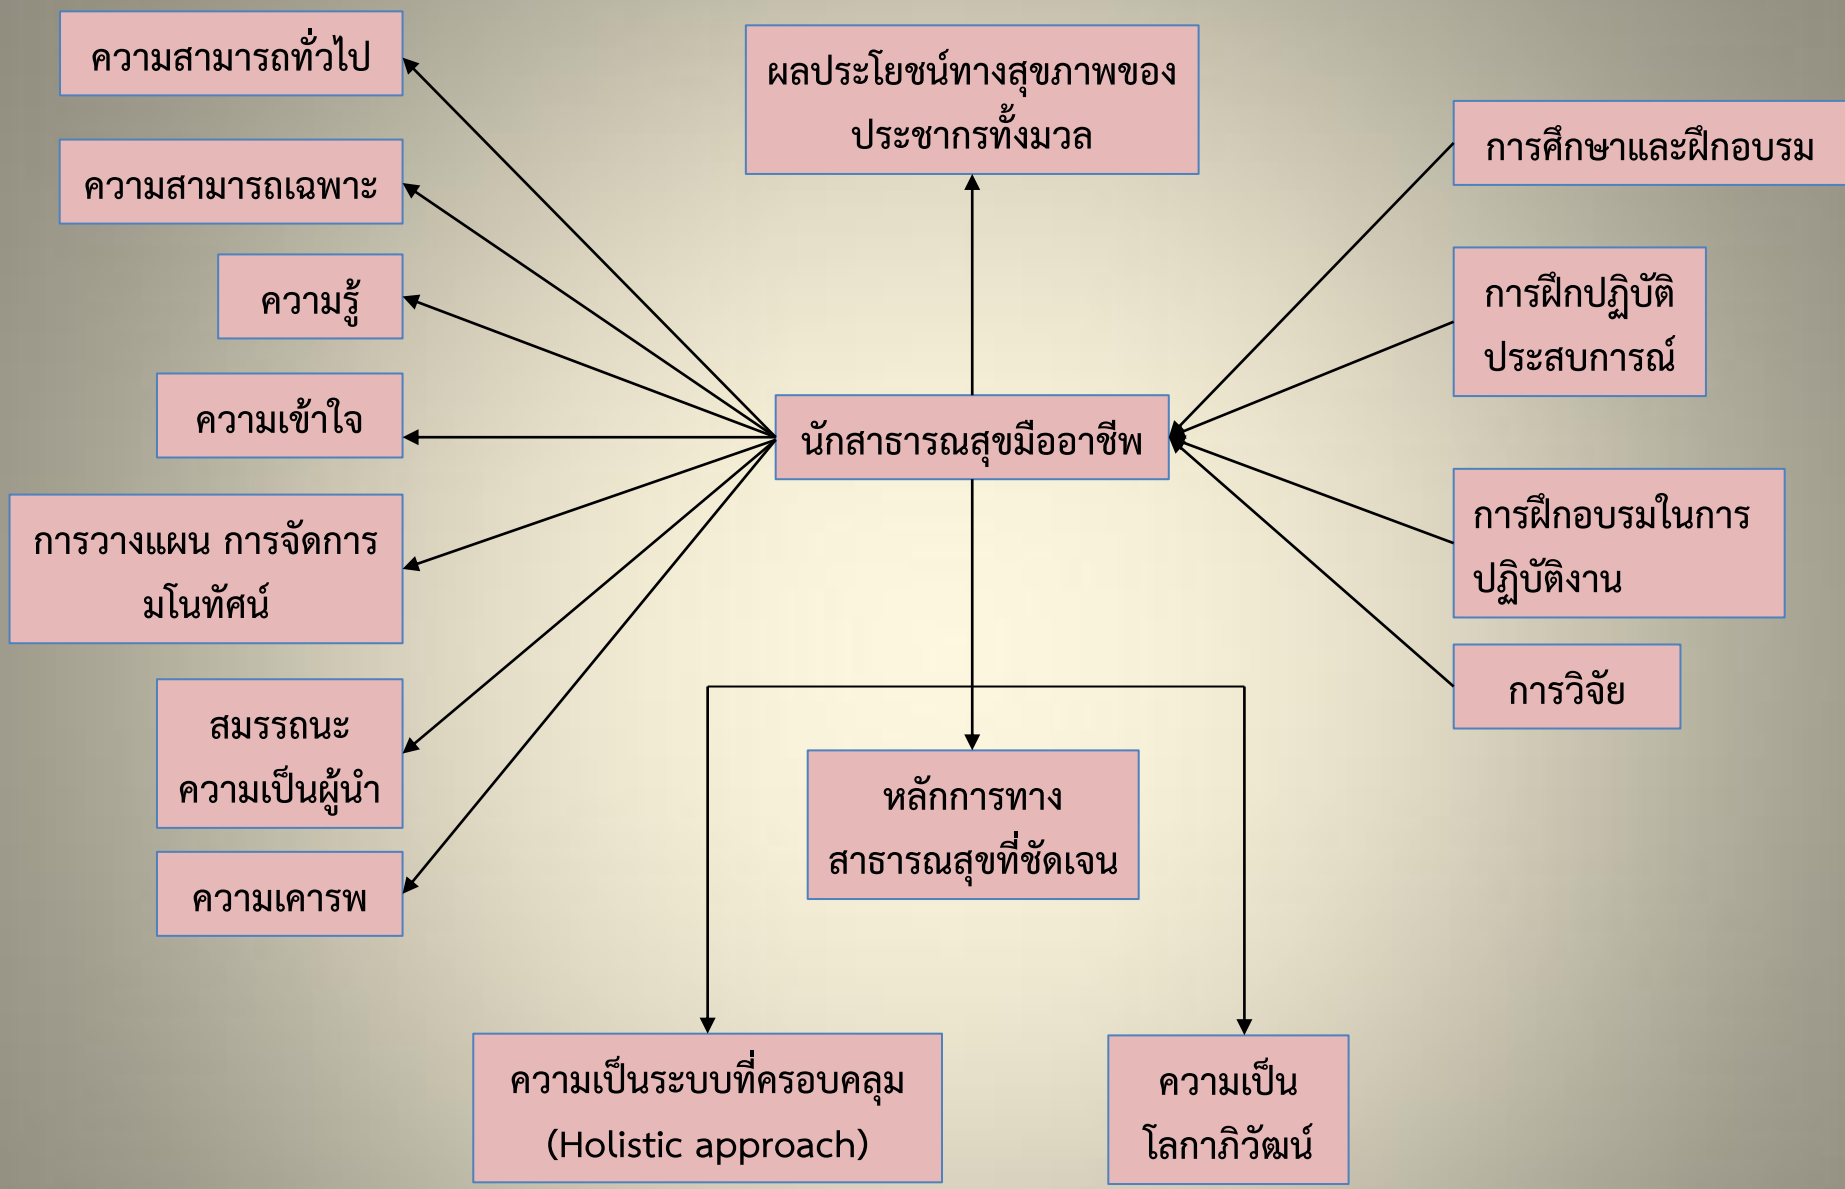 ความสามารถทั่วไป
ความสามารถเฉพาะ
ความรู้
ความเข้าใจ
การวางแผน การจัดการ
มโนทัศน์
สมรรถนะ
ความเป็นผู้นำ
ความเคารพ
ผลประโยชน์ทางสุขภาพของ
ประชากรทั้งมวล
นักสาธารณสุขมืออาชีพ
หลักการทาง
สาธารณสุขที่ชัดเจน
ความเป็นระบบที่ครอบคลุม
(Holistic approach)
ความเป็น
โลกาภิวัฒน์
การศึกษาและฝึกอบรม
การฝึกปฏิบัติ
ประสบการณ์
การฝึกอบรมในการ
ปฏิบัติงาน
การวิจัย